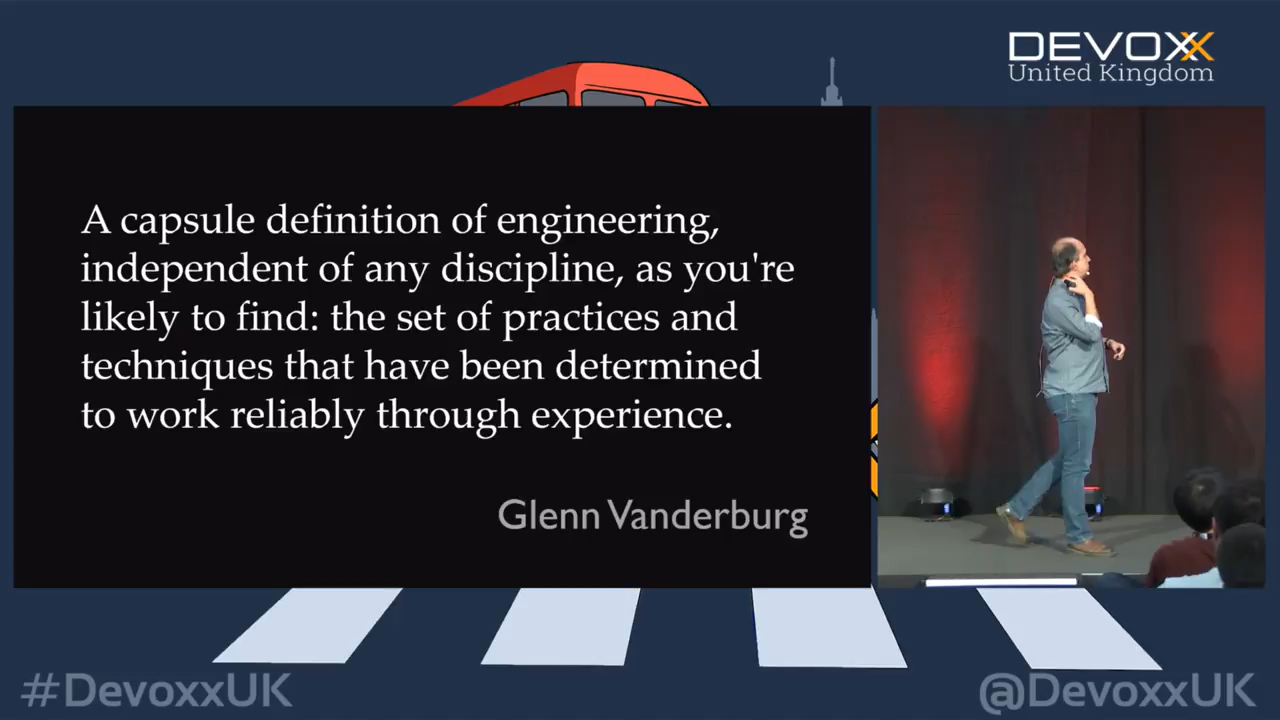 DEVOXX
United Kingdom
A capsule definition of engineering,
independent of any discipline, as you're
likely to find: the set of practices and
techniques that have been determined
to work reliably through experience.
Glenn Vanderburg
#DevoxxUK
@DevoxxUK